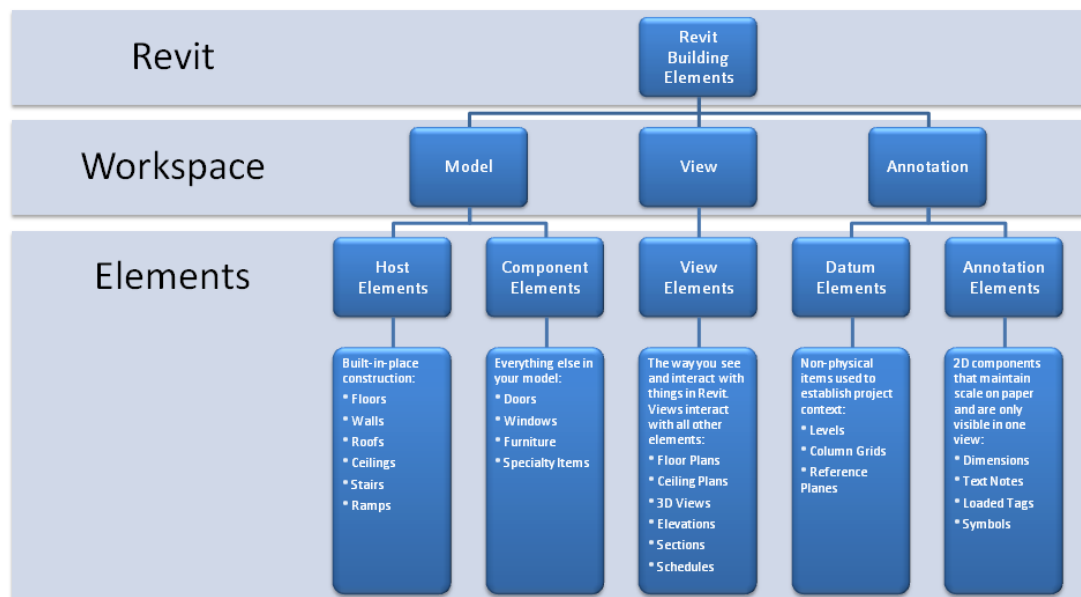 Revit
Revit
Building
Elements
Workspace
Model
View
Annotation
Elements
Host
Elements
Component
Elements
View
Elements
Datum
Elements
Annotation
Elements
Built-in-place
construction:
* Floors
* Walls
* Roofs
* Ceilings
* Stairs
* Ramps
Everything else in
your model:
* Doors
* Windows
* Furniture
* Specialty Items
The way you see
and interact with
things in Revit.
Views interact
with all other
elements:
* Floor Plans
* Ceiling Plans
* 3D Views
* Elevations
* Sections
* Schedules
Non-physical
items used to
establish project
context:
* Levels
* Column Grids
* Reference
Planes
2D components
that maintain
scale on paper
and are only
visible in one
view:
* Dimensions
* Text Notes
* Loaded Tags
* Symbols